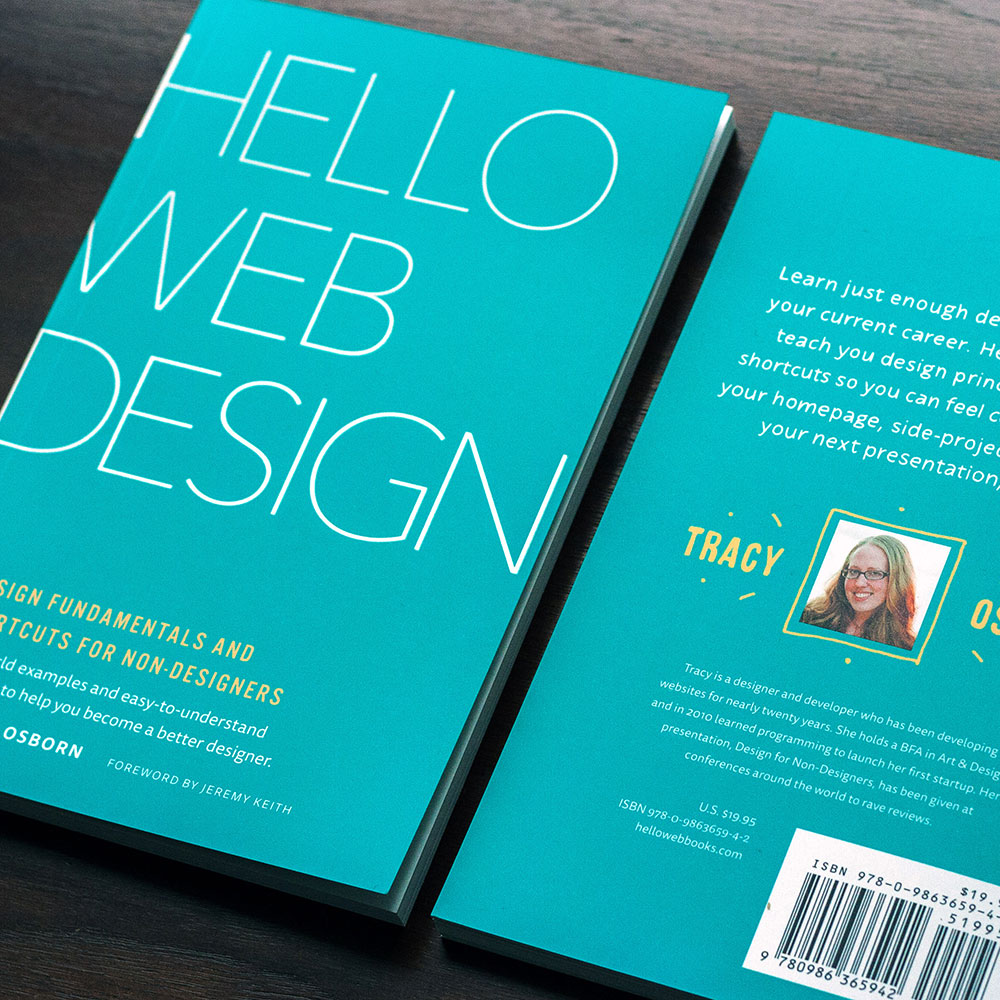 HELLO
WEB
DESIGN
SIGN FUNDAMENTALS AND
RTCUTS FOR NON-DESIGNERS
ld examples and easy-to-understand
to help you become a better designer.
OSBORN FOREWORD BY JEREMY KEITH
Learn just enough de
your current career. He
teach you design princ
shortcuts so you can feel c
your homepage, side-projec
your next presentation,
TRACY
OS
Tracy is a designer and developer who has been developing
websites for nearly twenty years. She holds a BFA in Art & Desig
and in 2010 learned programming to launch her first startup. Her
presentation, Design for Non-Designers, has been given at
conferences around the world to rave reviews.
U.S. $19.95
ISBN 978-0-9863659-4-2
hellowebbooks.com
ISBN 978-0-9863659-4-
$19.9
51995
9 780986 365942